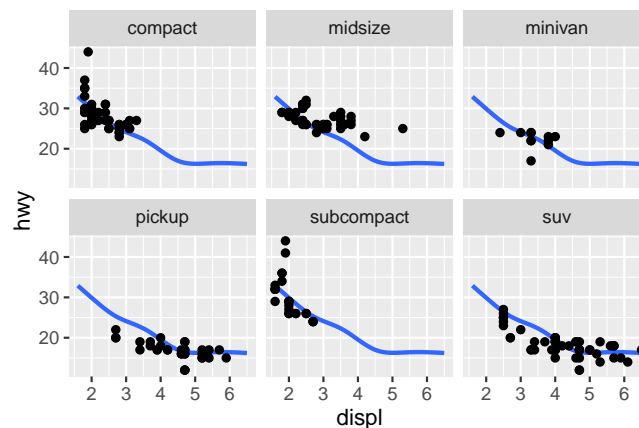 compact midsize minivan
40
30
20
hwy
pickup subcompact suv
40
30
20
2 3 4 5 6 2 3 4 5 6 2 3 4 5 6
displ